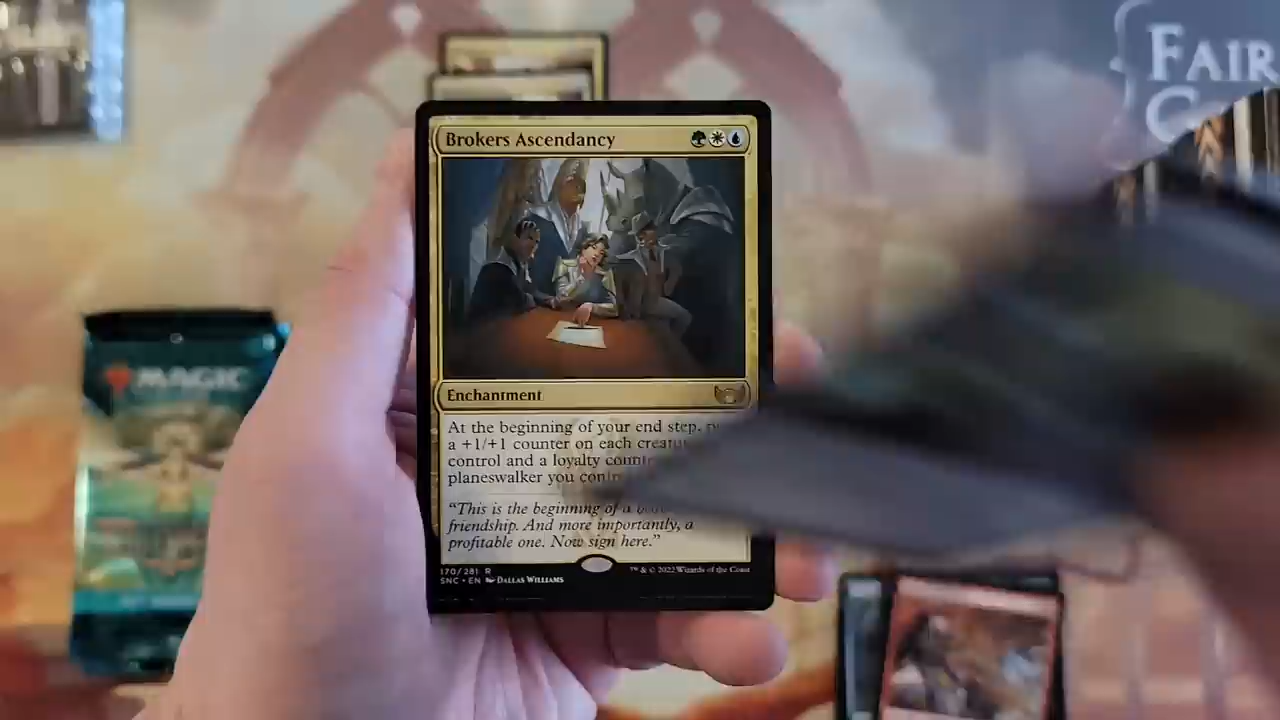 FAIR
Brokers Ascendancy
MAGIC
Enchantment
At the beginning of your end step,
a +1/+1 counter on each
control and a loyalty
planeswalker you
"This is the beginning of a
friendship. And more importantly, a
profitable one. Now sign here."
170/281 R
SNC • EN DALLAS WILLIAMS
™ & © 2022 Wizards of the Coast